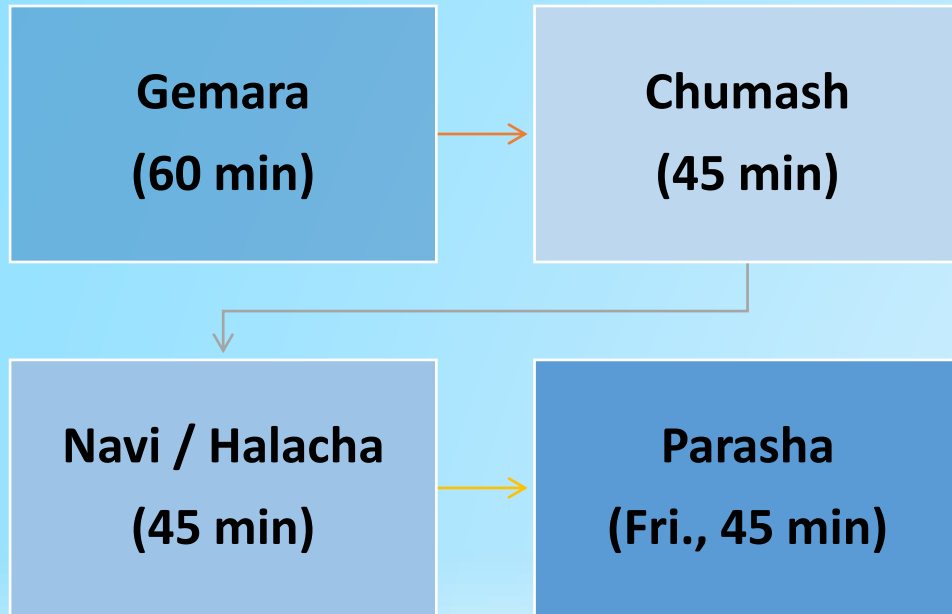 Gemara
(60 min)
Chumash
(45 min)
Navi / Halacha
(45 min)
Parasha
(Fri., 45 min)